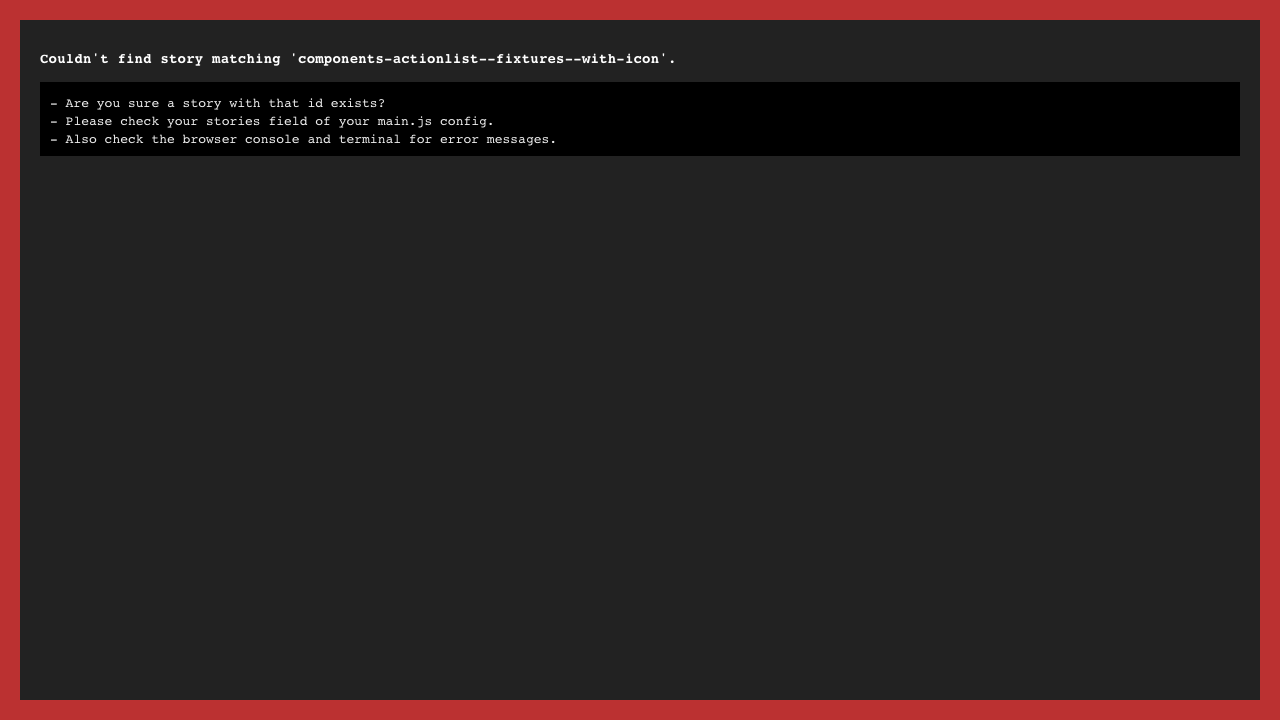 Couldn't find story matching 'components-actionlist--fixtures--with-icon'.
- Are you sure a story with that id exists?
- Please check your stories field of your main.js config.
- Also check the browser console and terminal for error messages.